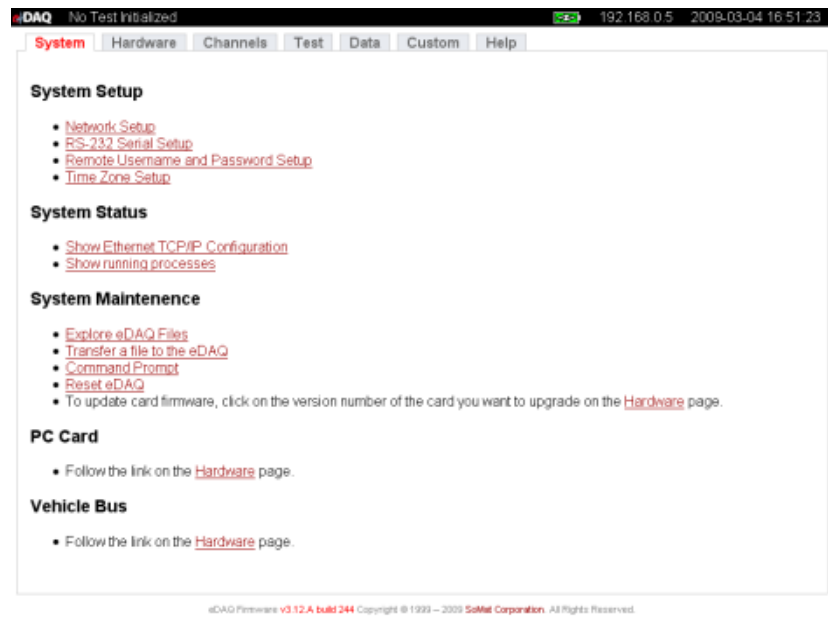 eDAQ No Test Initialized 192.168.0.5 2009-03-04 16:51:23
System Hardware Channels Test Data Custom Help
System Setup
• Network Setup
• RS-232 Serial Setup
• Remote Username and Password Setup
• Time Zone Setup
System Status
• Show Ethernet TCP/IP Configuration
• Show running processes
System Maintenence
• Explore eDAQ Files
• Transfer a file to the eDAQ
• Command Prompt
• Reset eDAQ
• To update card firmware, click on the version number of the card you want to upgrade on the Hardware page.
PC Card
• Follow the link on the Hardware page.
Vehicle Bus
• Follow the link on the Hardware page.
eDAQ Firmware v3.12.A build 244 Copyright © 1999 – 2009 SoMat Corporation. All Rights Reserved.